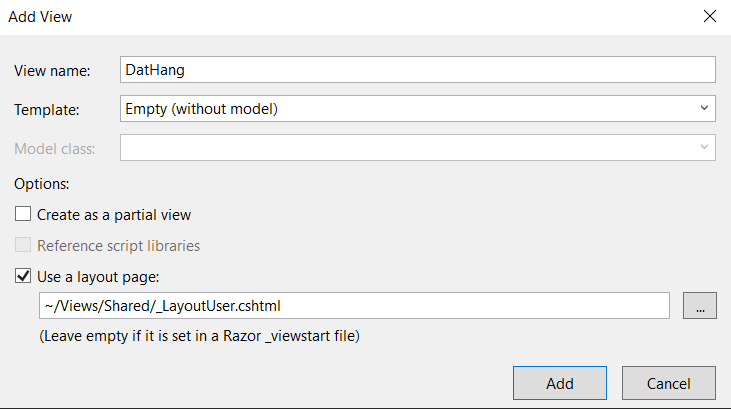 Add View
View name: DatHang
Template: Empty (without model)
Model class:
Options:
Create as a partial view
Reference script libraries
Use a layout page:
~/Views/Shared/_LayoutUser.cshtml ...
(Leave empty if it is set in a Razor _viewstart file)
Add Cancel